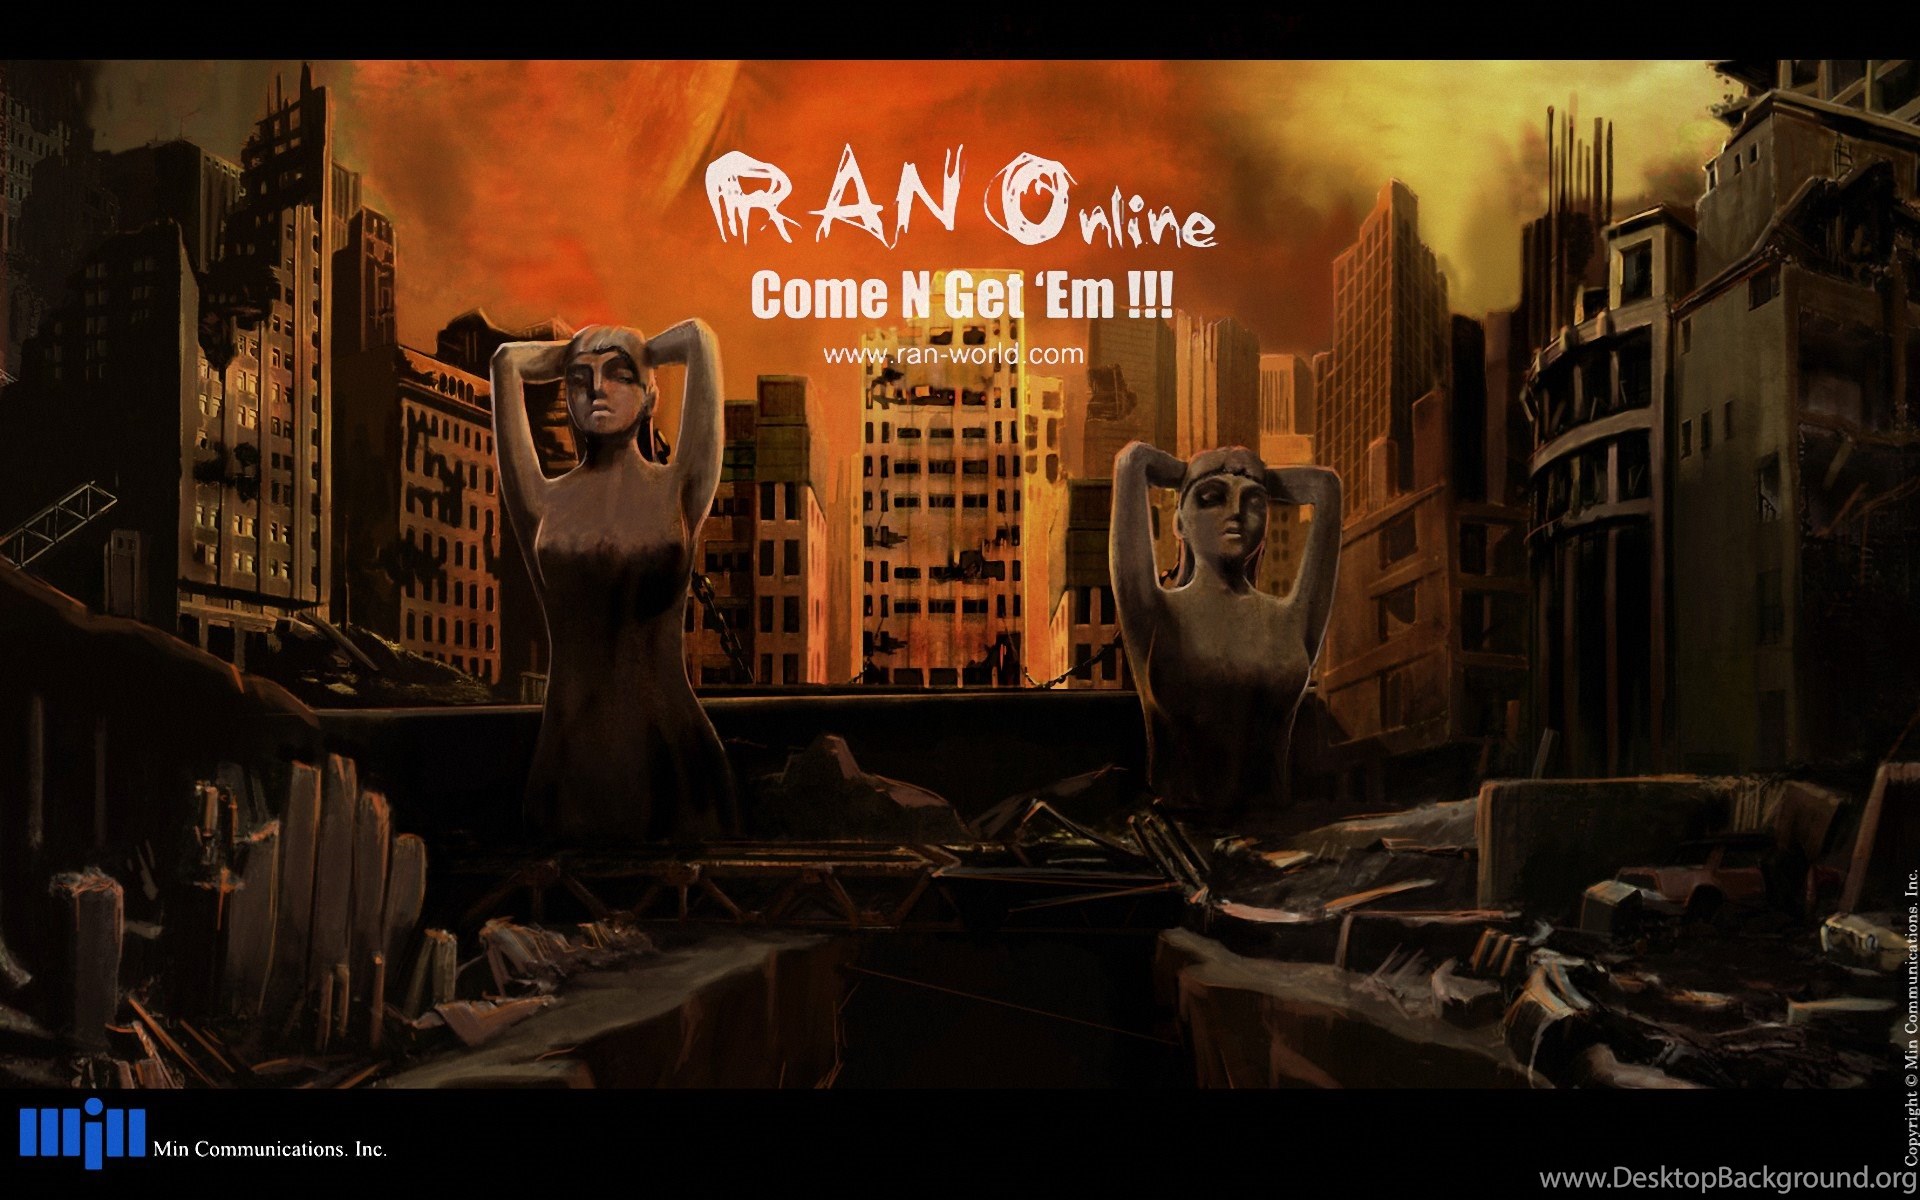 RAN Online
Come N Get ‘Em !!!
www.ran-world.com
Min Communications. Inc.
Copyright © Min Communications. Inc.
www.DesktopBackground.org